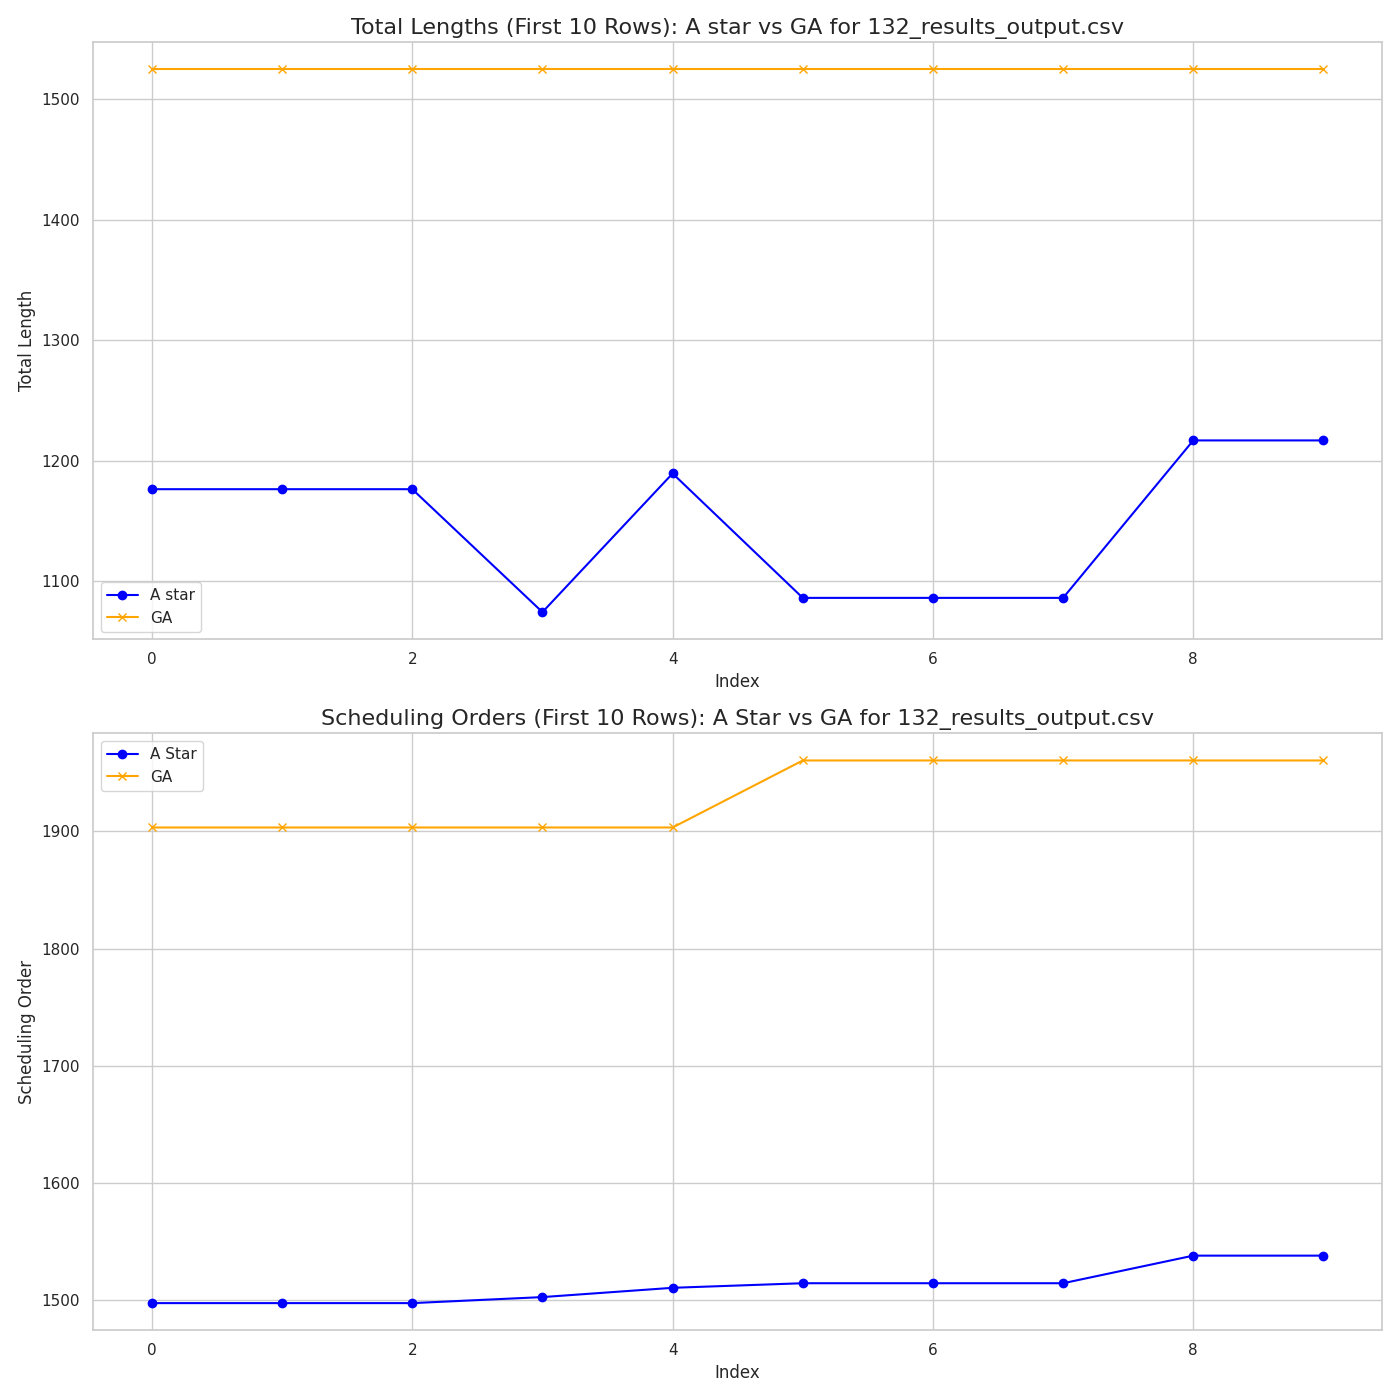 Total Lengths (First 10 Rows): A star vs GA for 132_results_output.csv
1500
1400
1300
1200
1100
Total Length
A star
GA
0 2 4 6 8
Index
Scheduling Orders (First 10 Rows): A Star vs GA for 132_results_output.csv
A Star
GA
1900
1800
1700
1600
1500
Scheduling Order
0 2 4 6 8
Index